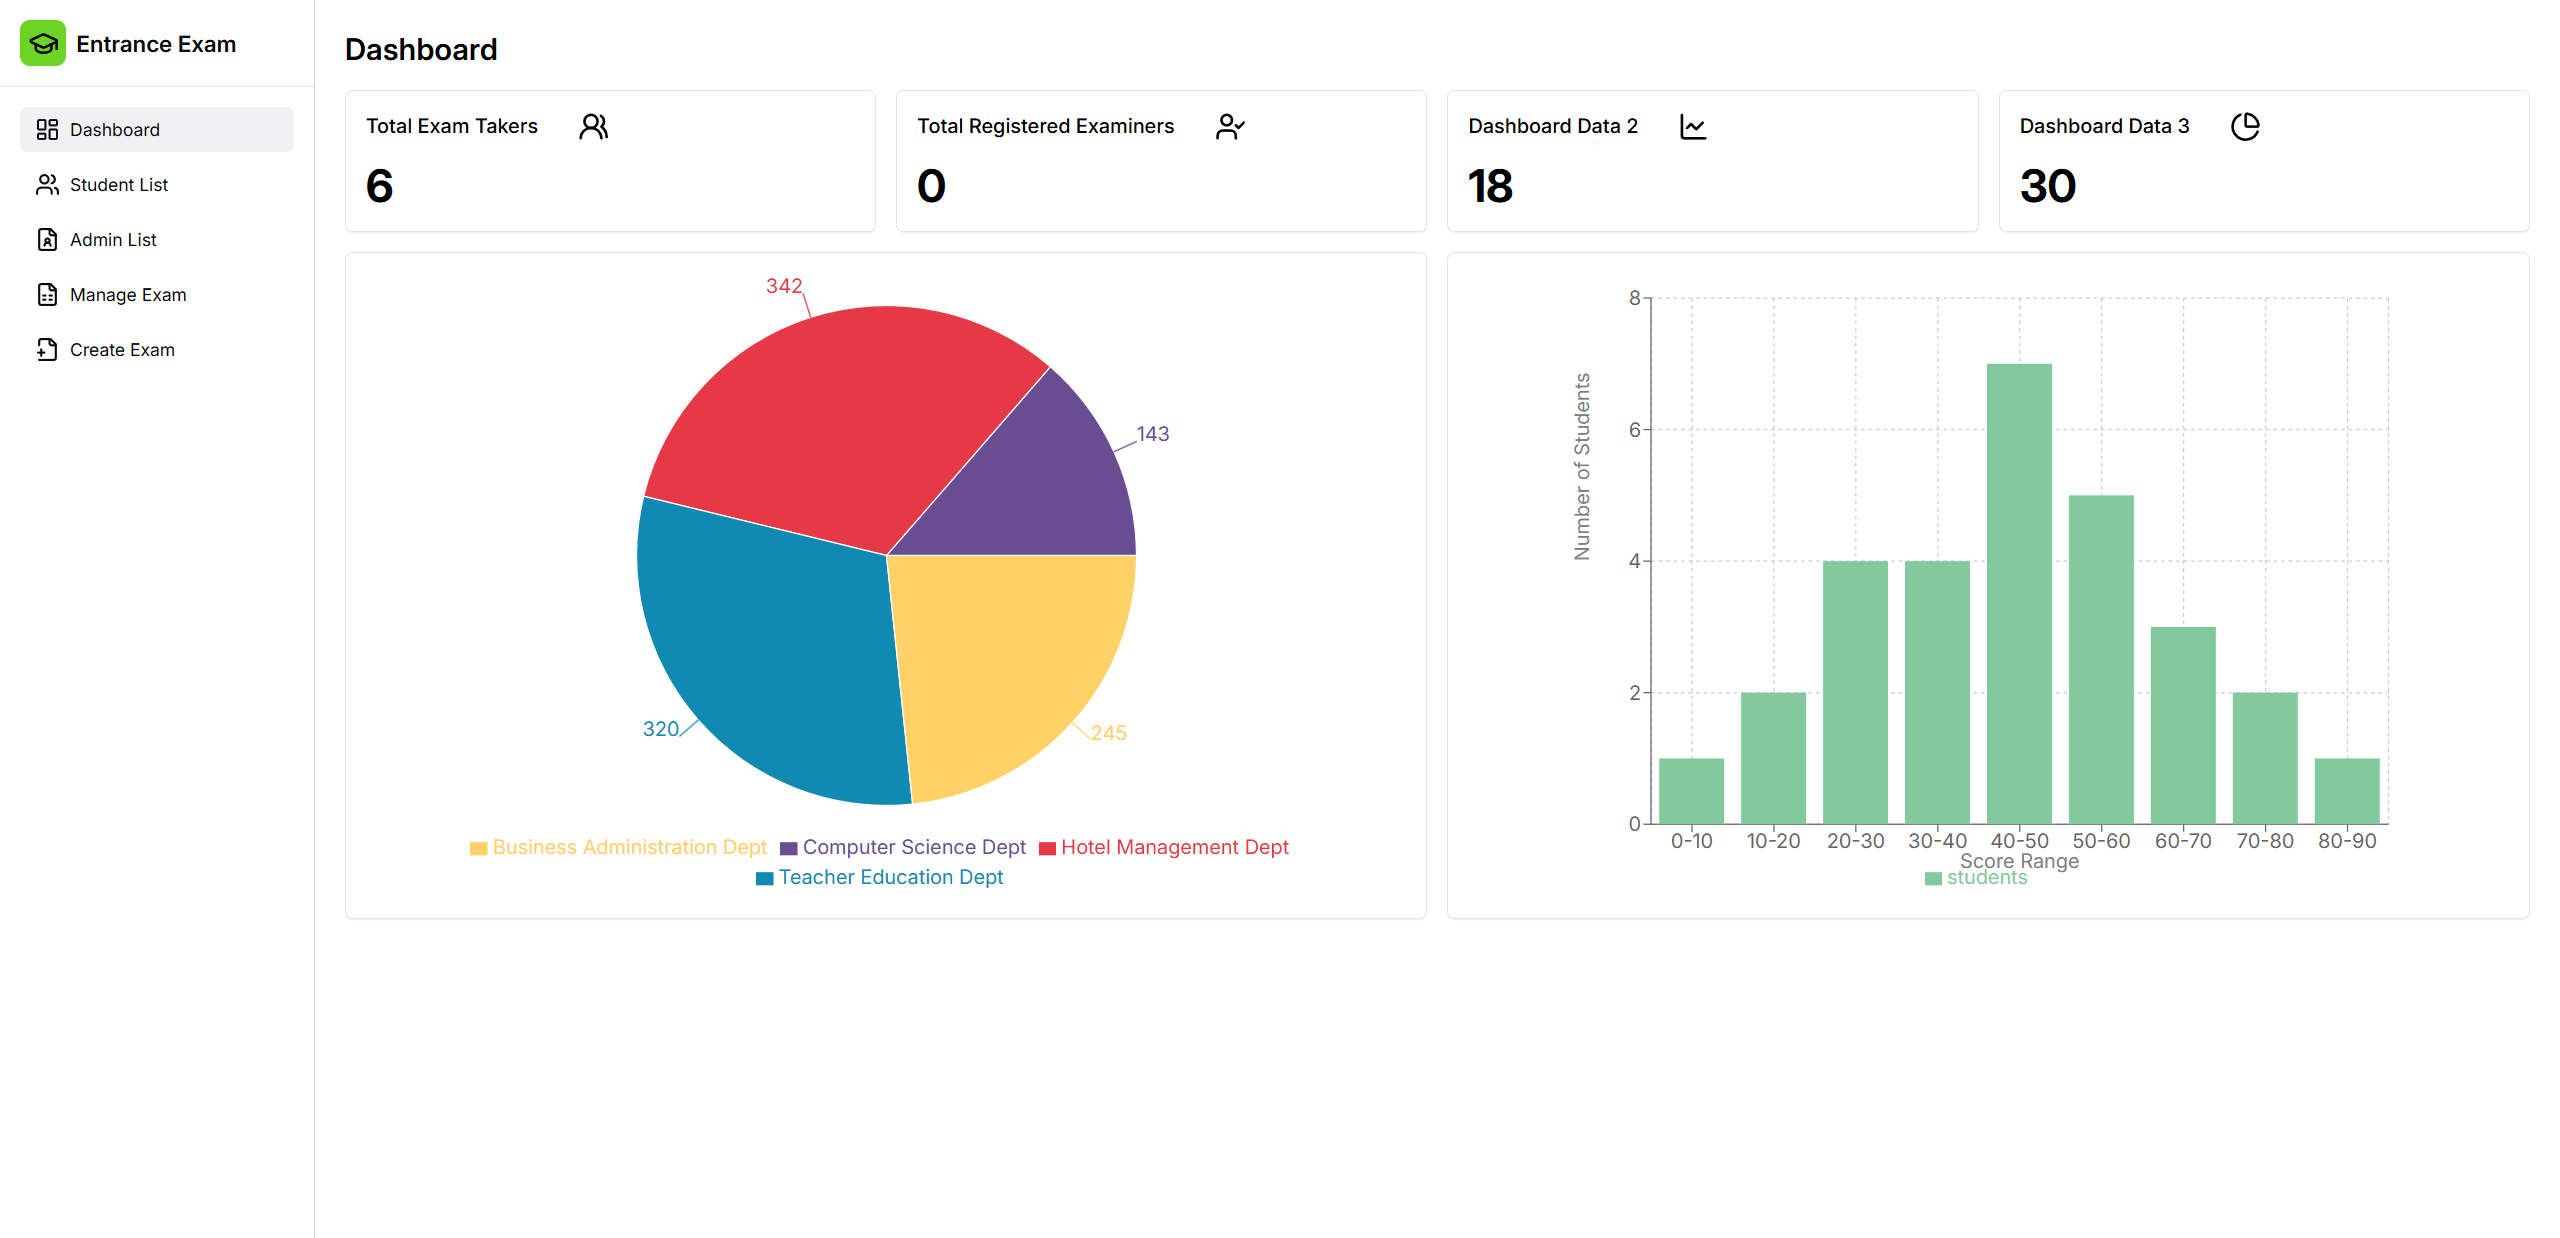 Entrance Exam
Dashboard
Student List
Admin List
Manage Exam
Create Exam
Dashboard
Total Exam Takers
6
Total Registered Examiners
0
Dashboard Data 2
18
Dashboard Data 3
30
342
143
320
245
Business Administration Dept Computer Science Dept Hotel Management Dept
Teacher Education Dept
8
6
4
2
0
Number of Students
0-10 10-20 20-30 30-40 40-50 50-60 60-70 70-80 80-90
Score Range
students